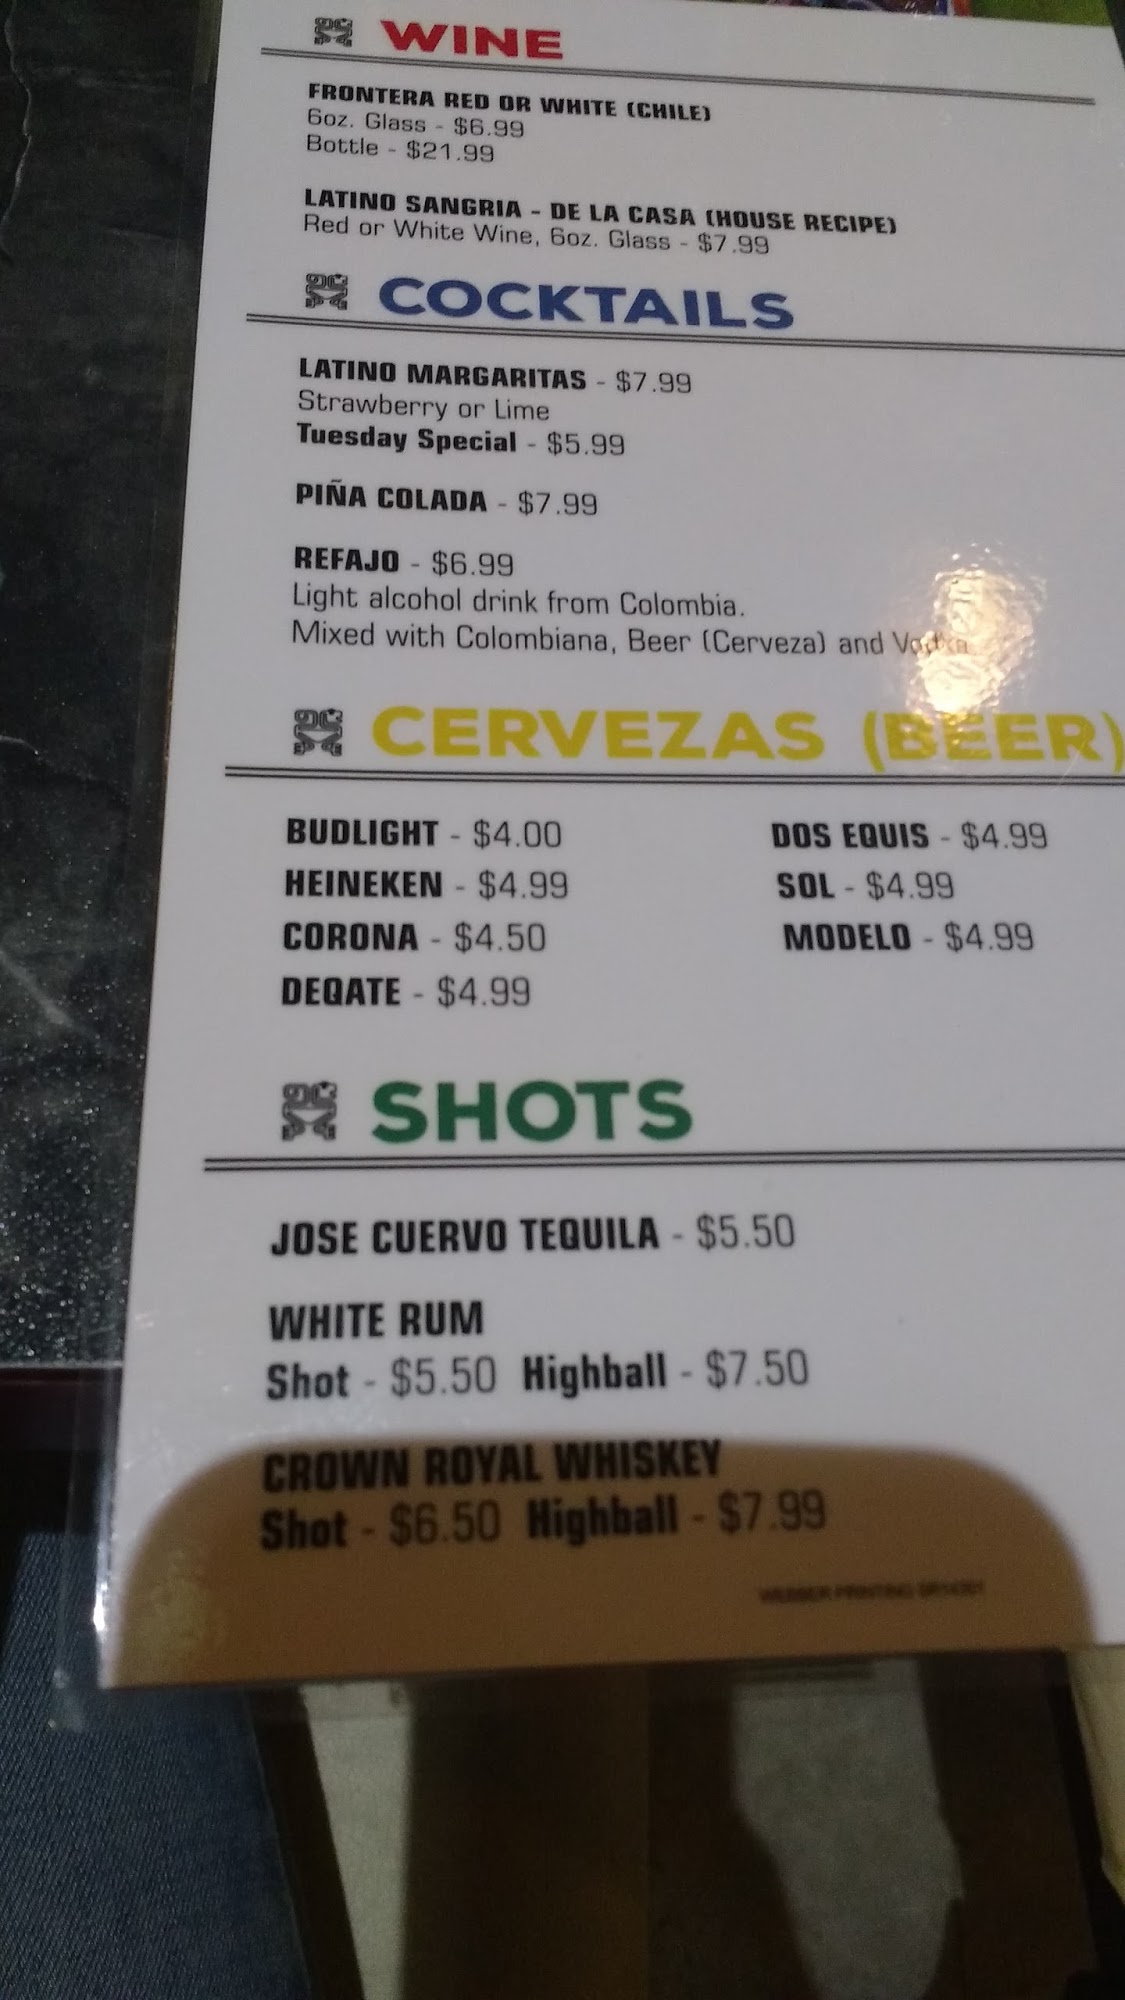 WINE
FRONTERA RED OR WHITE (CHILE)
6oz. Glass - $6.99
Bottle - $21.99
LATINO SANGRIA - DE LA CASA (HOUSE RECIPE)
Red or White Wine, 6oz. Glass - $7.99
COCKTAILS
LATINO MARGARITAS - $7.99
Strawberry or Lime
Tuesday Special - $5.99
PIÑA COLADA - $7.99
REFAJO - $6.99
Light alcohol drink from Colombia.
Mixed with Colombiana, Beer (Cerveza) and Vodka
CERVEZAS (BEER)
BUDLIGHT - $4.00
HEINEKEN - $4.99
CORONA - $4.50
DEQATE - $4.99
DOS EQUIS - $4.99
SOL - $4.99
MODELO - $4.99
SHOTS
JOSE CUERVO TEQUILA - $5.50
WHITE RUM
Shot - $5.50 Highball - $7.50
CROWN ROYAL WHISKEY
Shot - $6.50 Highball - $7.99
WEBBER PRINTING